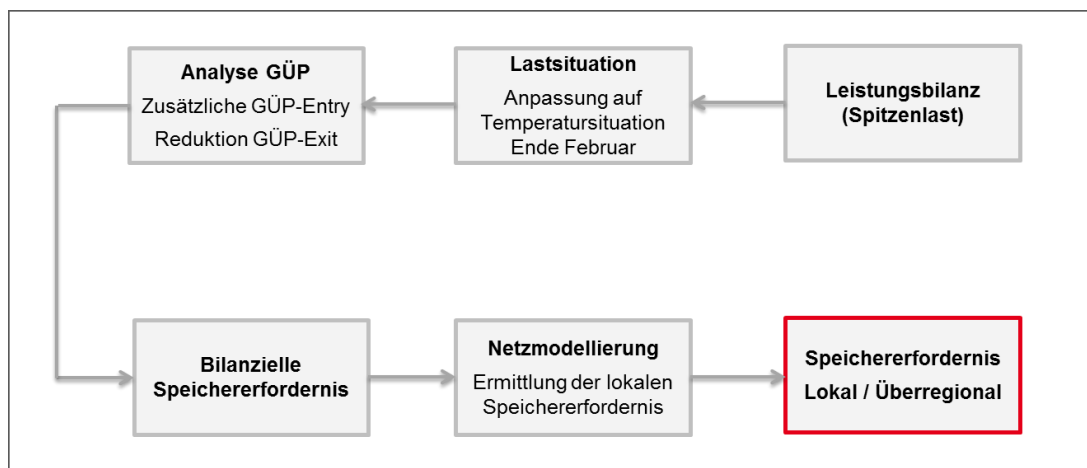 Analyse GÜP
Zusätzliche GÜP-Entry
Reduktion GÜP-Exit
Lastsituation
Anpassung auf
Temperatursituation
Ende Februar
Leistungsbilanz
(Spitzenlast)
Bilanzielle
Speichererfordernis
Netzmodellierung
Ermittlung der lokalen
Speichererfordernis
Speichererfordernis
Lokal / Überregional